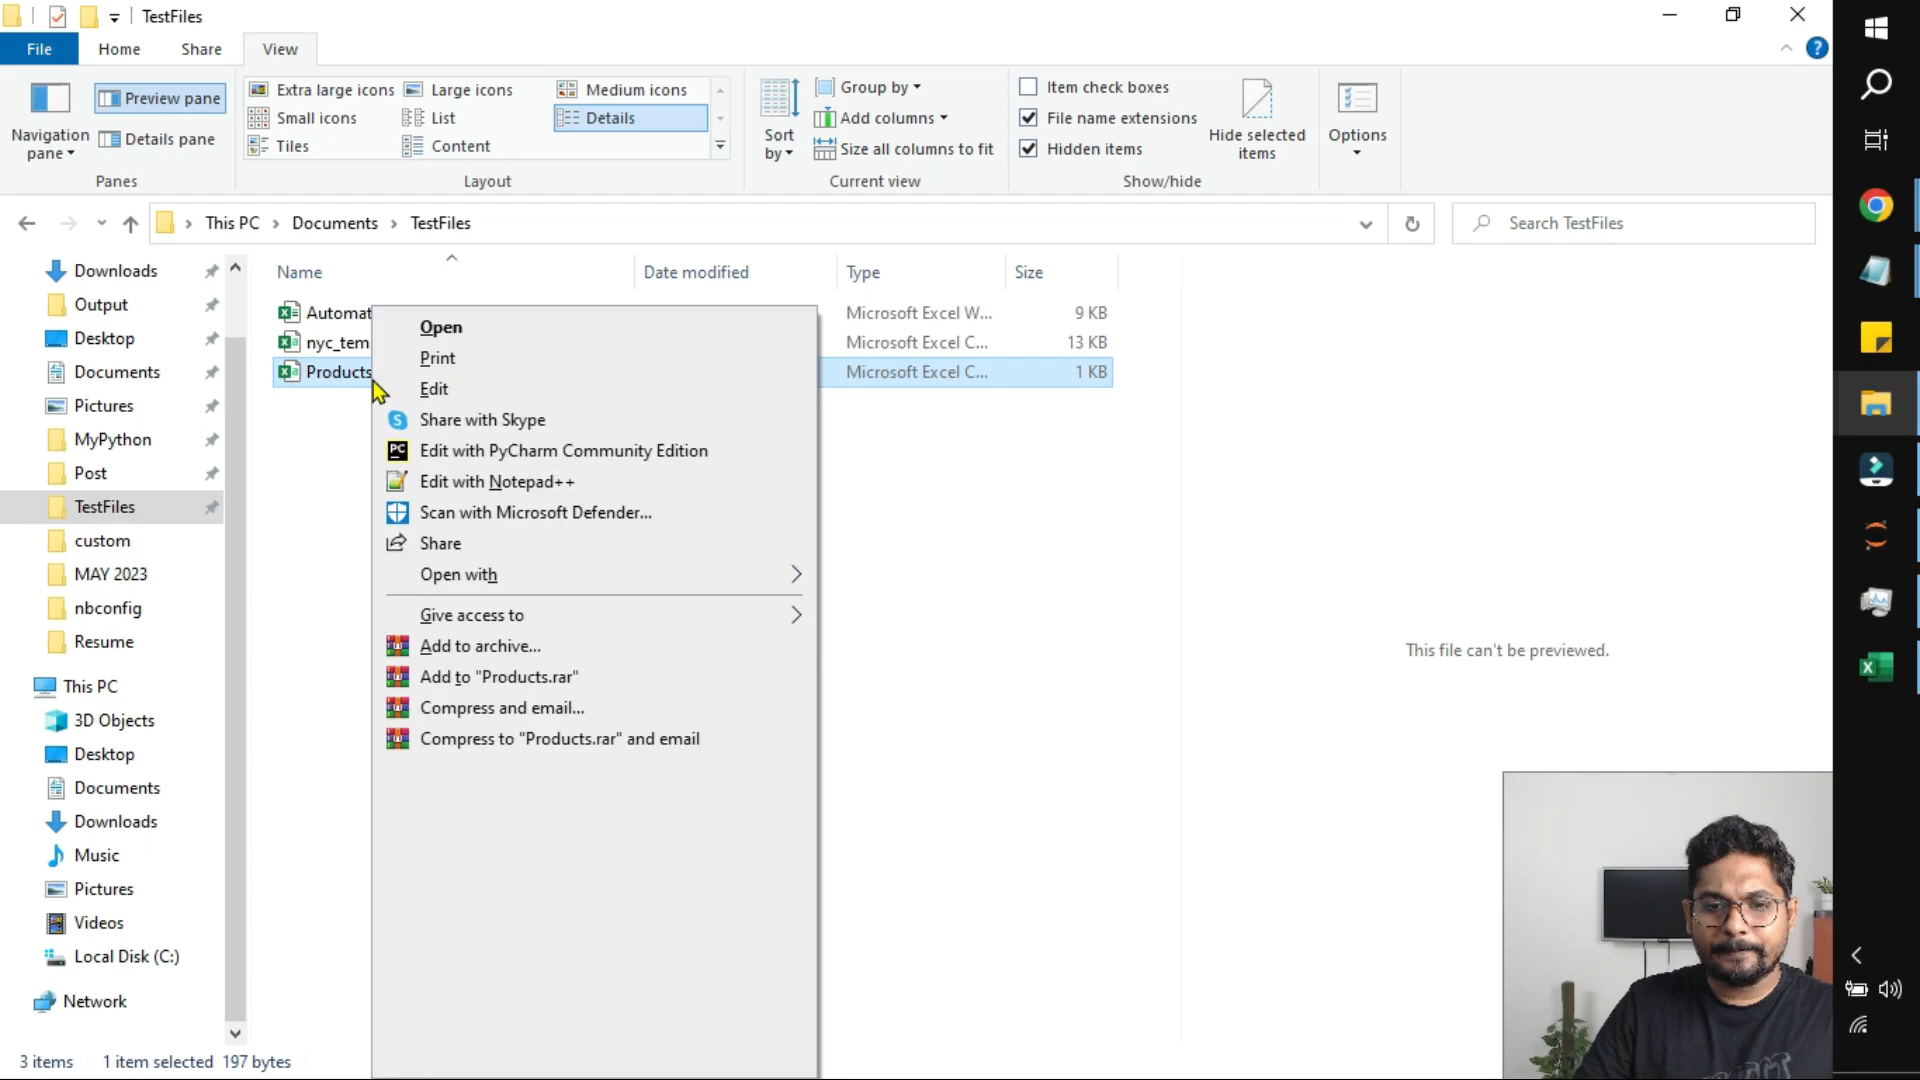 TestFiles
File
Home
Share
View
Navigation
pane
Preview pane
Details pane
Panes
Extra large icons
Large icons
Medium icons
Small icons
List
Details
Tiles
Content
Layout
Sort
by
Group by
Add columns
Size all columns to fit
Current view
Item check boxes
File name extensions
Hidden items
Hide selected
items
Show/hide
Options
This PC
Documents
TestFiles
Search TestFiles
Name
Date modified
Type
Size
Automat
Microsoft Excel W...
9 KB
nyc_tem
Microsoft Excel C...
13 KB
Products
Microsoft Excel C...
1 KB
Open
Print
Edit
Share with Skype
PC
Edit with PyCharm Community Edition
Edit with Notepad++
Scan with Microsoft Defender...
Share
Open with
Give access to
Add to archive...
Add to "Products.rar"
Compress and email...
Compress to "Products.rar" and email
Downloads
Output
Desktop
Documents
Pictures
MyPython
Post
TestFiles
custom
MAY 2023
nbconfig
Resume
This PC
3D Objects
Desktop
Documents
Downloads
Music
Pictures
Videos
Local Disk (C:)
Network
This file can't be previewed.
3 items
1 item selected 197 bytes